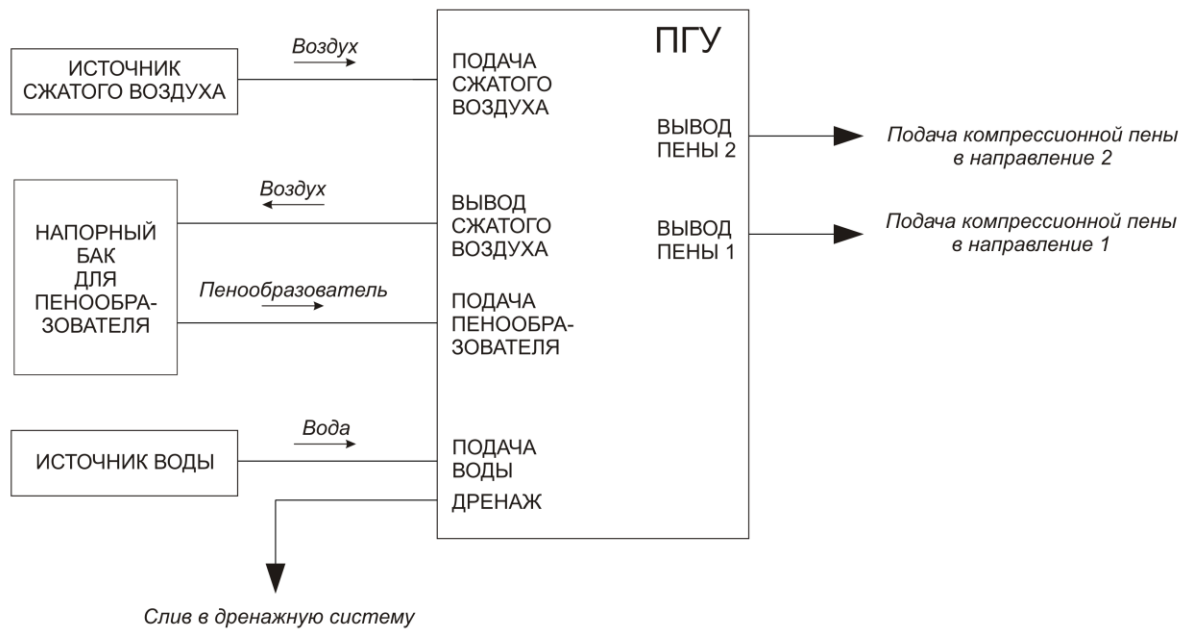 ПГУ
Воздух
ИСТОЧНИК
СЖАТОГО ВОЗДУХА
ПОДАЧА
СЖАТОГО
ВОЗДУХА
ВЫВОД
ПЕНЫ 2
Подача компрессионной пены
в направление 2
НАПОРНЫЙ
БАК
ДЛЯ
ПЕНООБРА-
ЗОВАТЕЛЯ
Воздух
ВЫВОД
СЖАТОГО
ВОЗДУХА
ВЫВОД
ПЕНЫ 1
Подача компрессионной пены
в направление 1
Пенообразователь
ПОДАЧА
ПЕНООБРА-
ЗОВАТЕЛЯ
ИСТОЧНИК ВОДЫ
Вода
ПОДАЧА
ВОДЫ
ДРЕНАЖ
Слив в дренажную систему